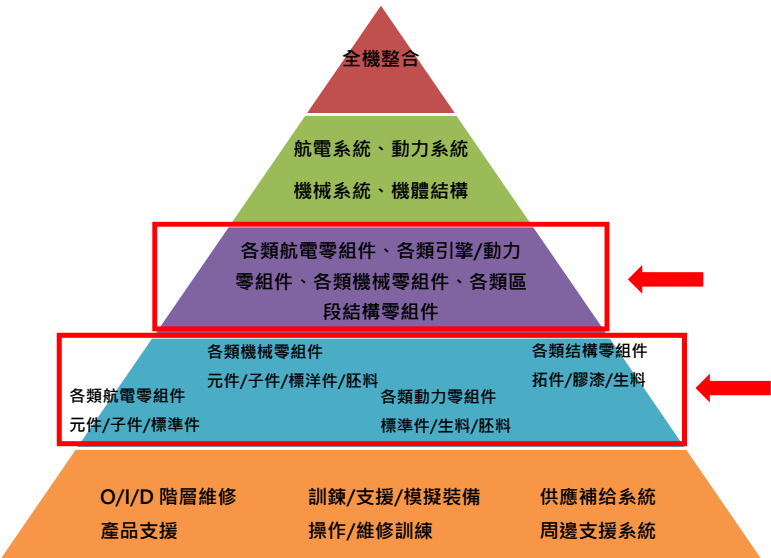 全機整合
航電系統、動力系統
機械系統、機體結構
各類航電零組件、各類引擎/動力
零組件、各類機械零組件、各類區
段結構零組件
各類機械零組件
元件/子件/標洋件/胚料
各類结構零組件
拓件/膠漆/生料
各類航電零組件
元件/子件/標準件
各類動力零組件
標準件/生料/胚料
O/I/D 階層維修
訓鍊/支援/模擬裝備
供應補给系統
產品支援
操作/維修訓練
周邊支援系統